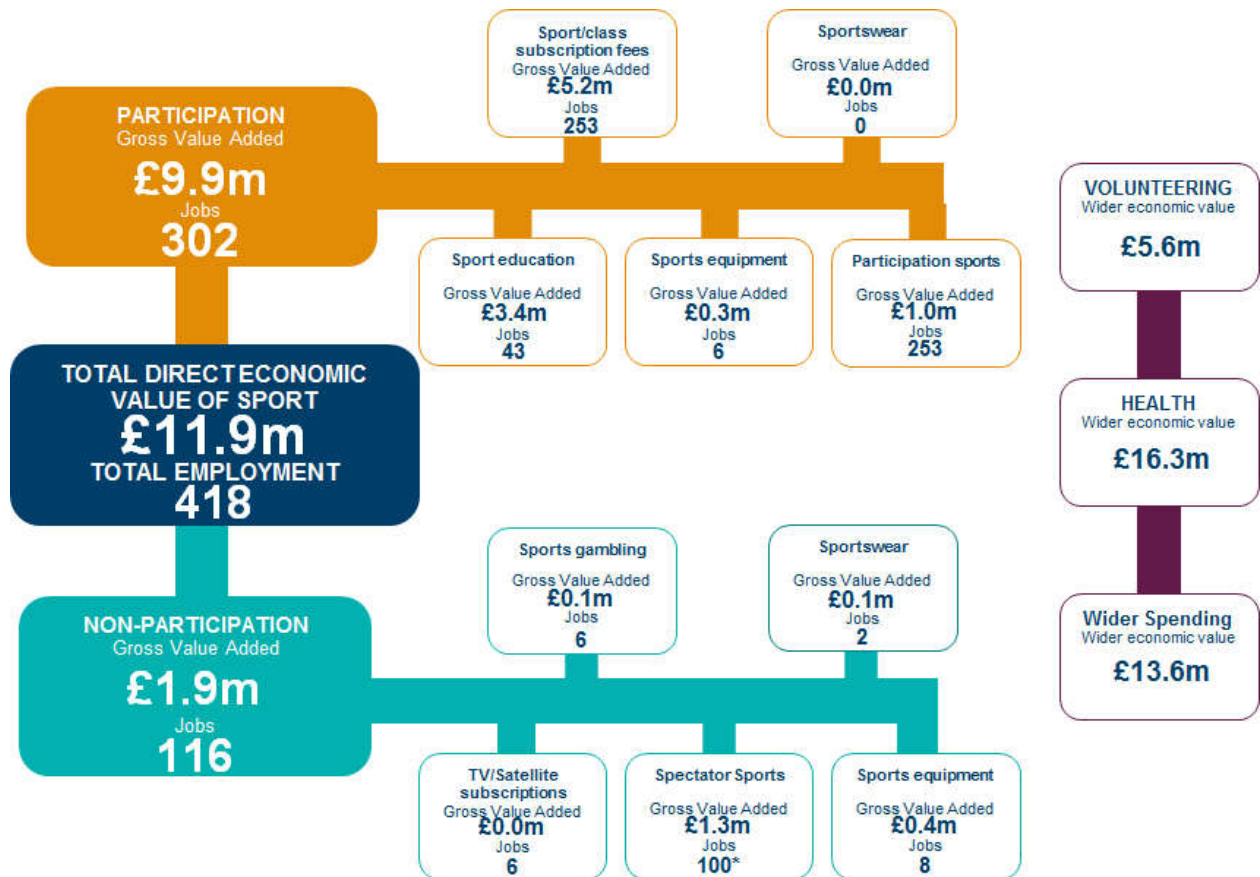 PARTICIPATION
Gross Value Added
£9.9m
Jobs
302
Sport/class
subscription fees
Gross Value Added
£5.2m
Jobs
253
Sportswear
Gross Value Added
£0.0m
Jobs
0
Sport education
Gross Value Added
£3.4m
Jobs
43
Sports equipment
Gross Value Added
£0.3m
Jobs
6
Participation sports
Gross Value Added
£1.0m
Jobs
253
TOTAL DIRECT ECONOMIC
VALUE OF SPORT
£11.9m
TOTAL EMPLOYMENT
418
NON-PARTICIPATION
Gross Value Added
£1.9m
Jobs
116
Sports gambling
Gross Value Added
£0.1m
Jobs
6
Sportswear
Gross Value Added
£0.1m
Jobs
2
TV/Satellite
subscriptions
Gross Value Added
£0.0m
Jobs
6
Spectator Sports
Gross Value Added
£1.3m
Jobs
100*
Sports equipment
Gross Value Added
£0.4m
Jobs
8
VOLUNTEERING
Wider economic value
£5.6m
HEALTH
Wider economic value
£16.3m
Wider Spending
Wider economic value
£13.6m